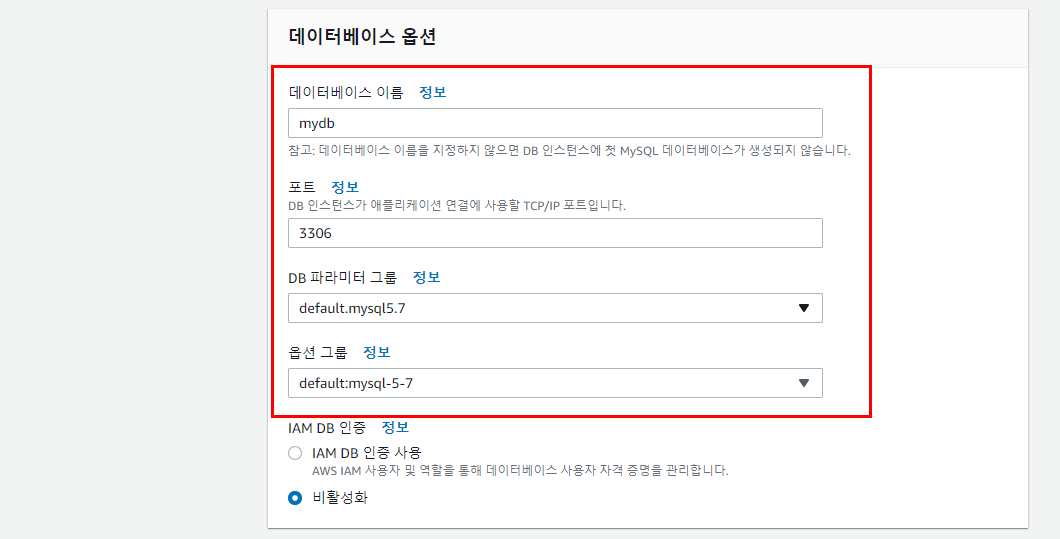 데이터베이스 옵션
데이터베이스 이름 정보
mydb
참고: 데이터베이스 이름을 지정하지 않으면 DB 인스턴스에 첫 MySQL 데이터베이스가 생성되지 않습니다.
포트 정보
DB 인스턴스가 애플리케이션 연결에 사용할 TCP/IP 포트입니다.
3306
DB 파라미터 그룹 정보
default.mysql5.7
옵션 그룹 정보
default:mysql-5-7
IAM DB 인증 정보
IAM DB 인증 사용
AWS IAM 사용자 및 역할을 통해 데이터베이스 사용자 자격 증명을 관리합니다.
비활성화